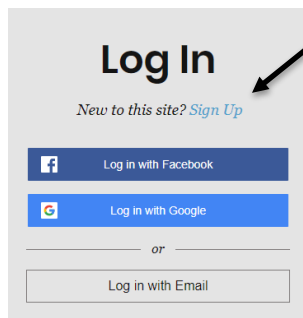 Log In
New to this site? Sign Up
Log in with Facebook
Log in with Google
or
Log in with Email